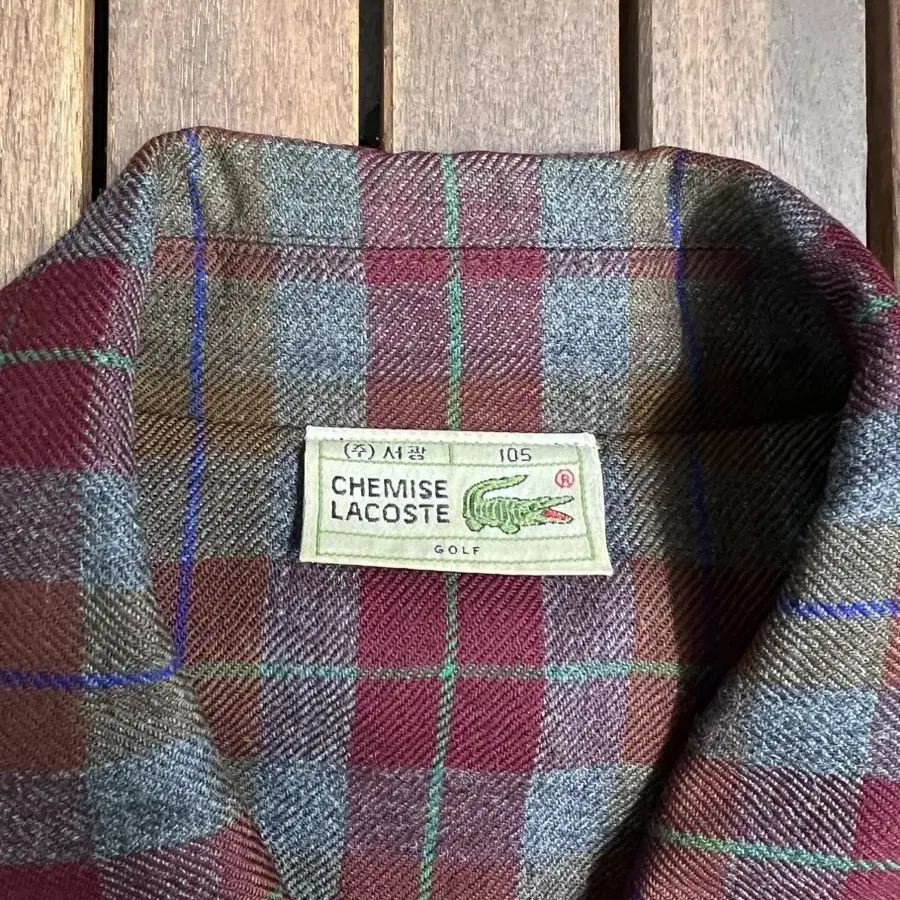 (주) 서광 105
CHEMISE
LACOSTE
®
GOLF